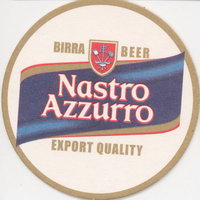 BIRRA BEER
Nastro
Azzurro
EXPORT QUALITY